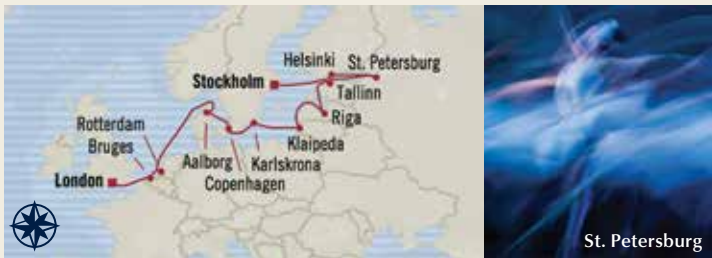 Helsinki
St. Petersburg
Stockholm
Tallinn
Riga
Klaipeda
Rotterdam
Bruges
Aalborg
Karlskrona
Copenhagen
London
St. Petersburg